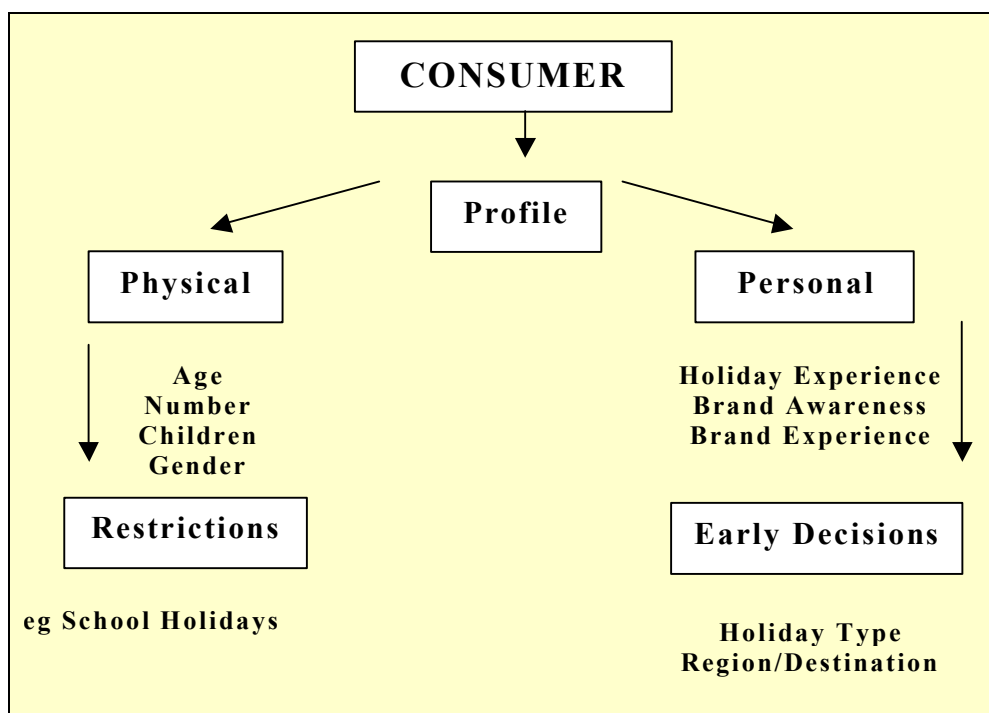 CONSUMER
Profile
Physical
Personal
Age
Number
Children
Gender
Holiday Experience
Brand Awareness
Brand Experience
Restrictions
Early Decisions
eg School Holidays
Holiday Type
Region/Destination